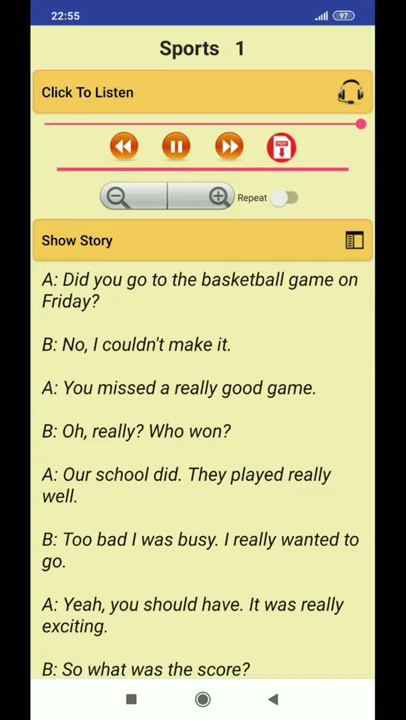 22:55
97
Sports 1
Click To Listen
PDF
Repeat
Show Story
A: Did you go to the basketball game on
Friday?
B: No, I couldn't make it.
A: You missed a really good game.
B: Oh, really? Who won?
A: Our school did. They played really
well.
B: Too bad I was busy. I really wanted to
go.
A: Yeah, you should have. It was really
exciting.
B: So what was the score?